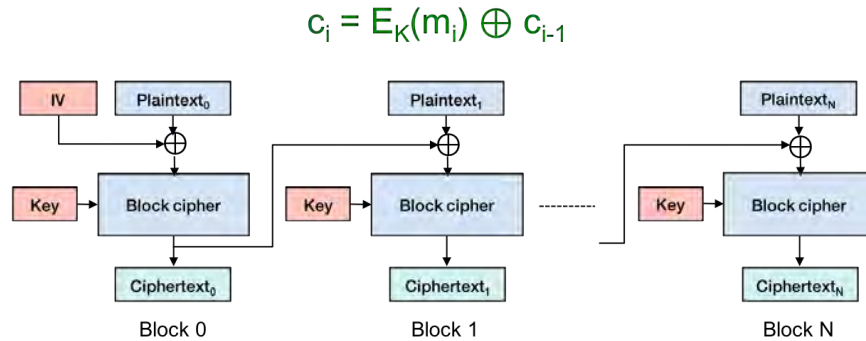 cᵢ = E_K(mᵢ) ⊕ cᵢ₋₁
IV Plaintext₀ Plaintext₁ Plaintext_N
Key Block cipher Key Block cipher Key Block cipher
Ciphertext₀ Ciphertext₁ Ciphertext_N
Block 0 Block 1 Block N